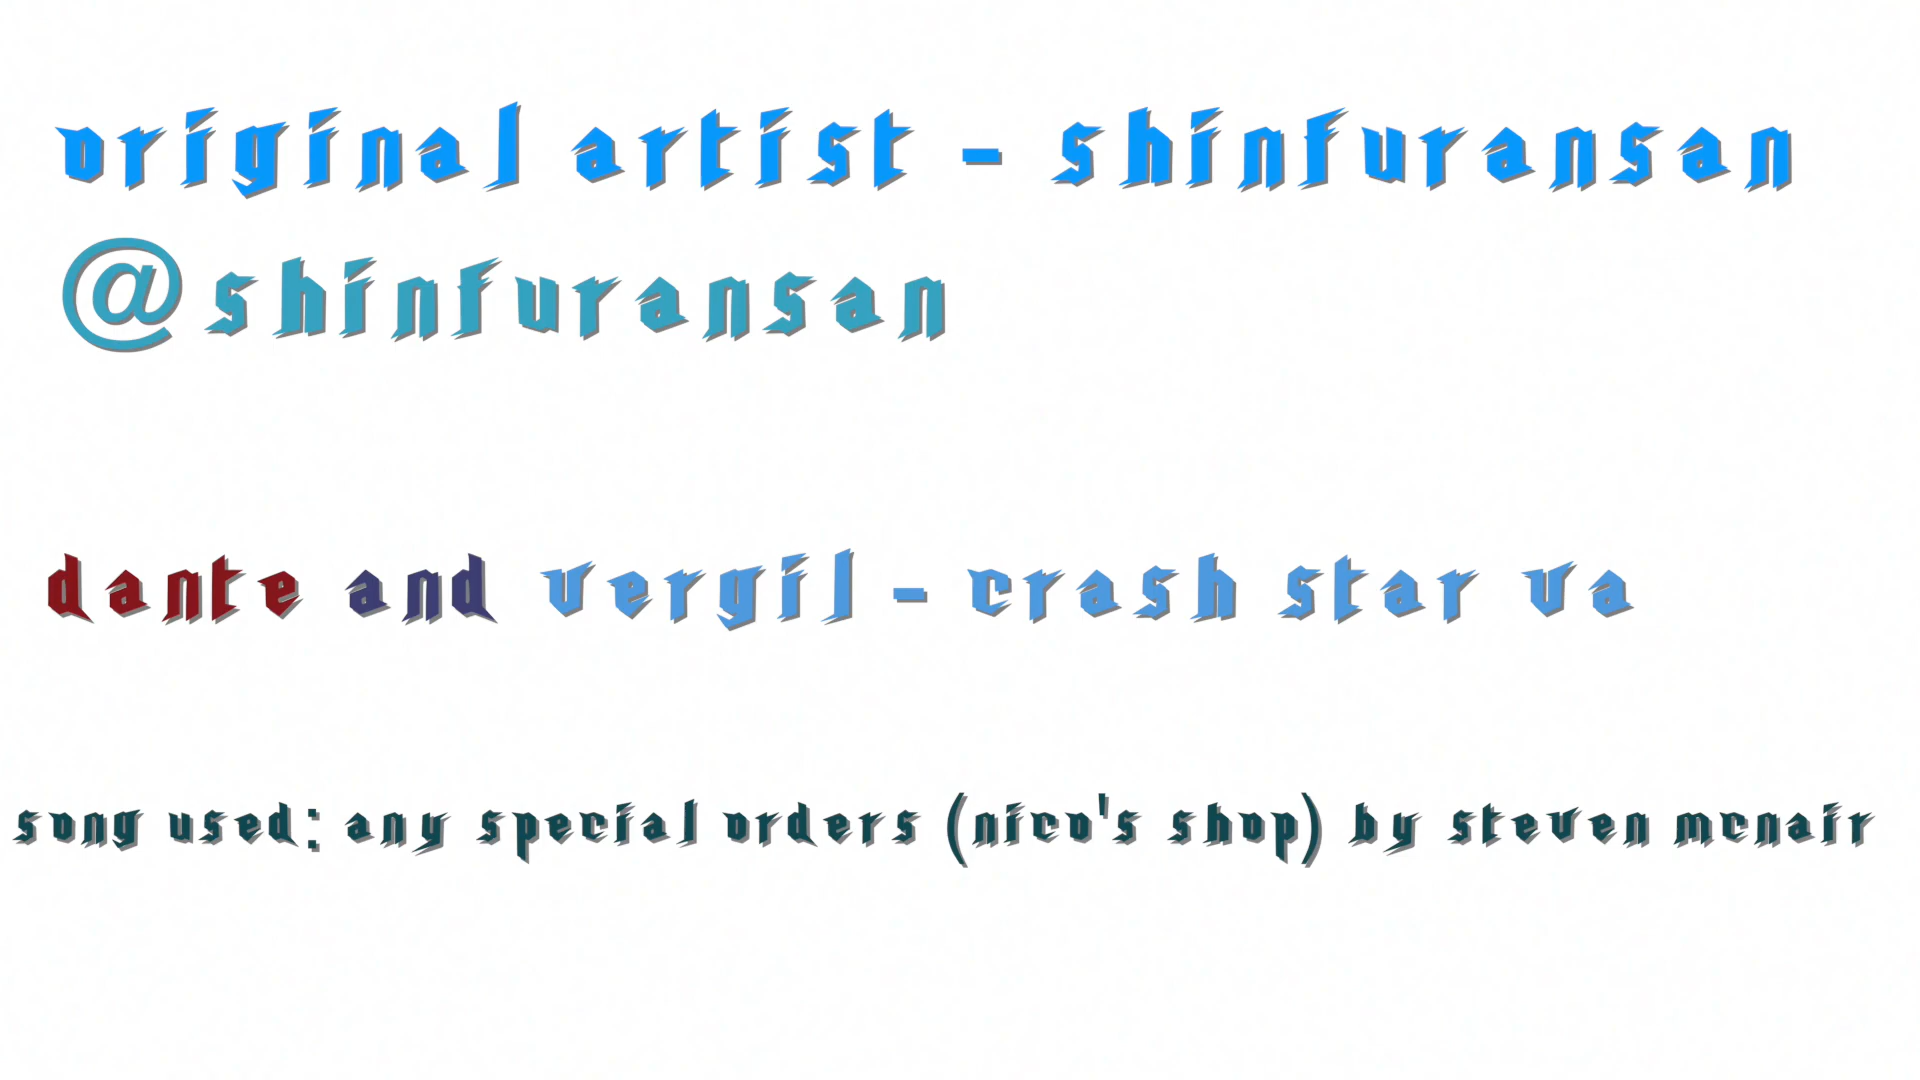 original artist - shinfuransan
@shinfuransan
dante and vergil - crash star va
song used: any special orders (nico's shop) by steven mcnair